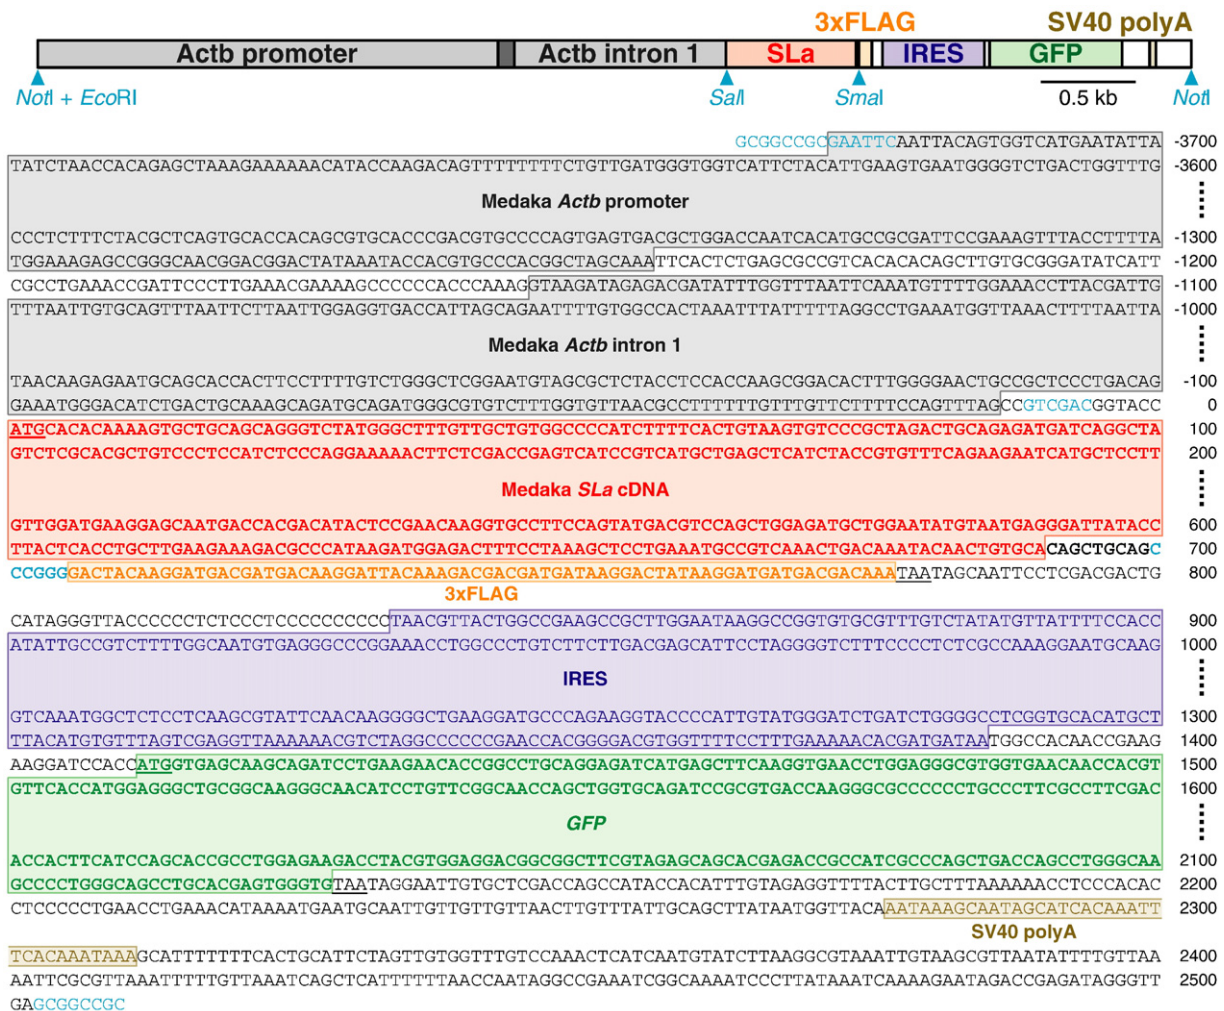 3xFLAG SV40 polyA
Actb promoter Actb intron 1 SLa IRES GFP
NotI + EcoRI SalI SmaI 0.5 kb NotI
GCGGCCGCGAATTCAATTACAGTGGTCATGAATATTA -3700
TATCTAACCACAGAGCTAAAGAAAAAACATACCAAGACAGTTTTTTTTTCTGTTGATGGGTGGTCATTCTACATTGAAGTGAATGGGGTCTGACTGGTTTG -3600
Medaka Actb promoter
CCCTCTTTCTACGCTCAGTGCACCACAGCGTGCACCCGACGTGCCCCAGTGAGTGACGCTGGACCAATCACATGCCGCGATTCCGAAAGTTTACCTTTTA -1300
TGGAAAGAGCCGGGCAACGGACGGACTATAAATACCACGTGCCCACGGCTAGCAAATTCACTCTGAGCGCCGTCACACACAGCTTGTGCGGGATATCATT -1200
CGCCTGAAACCGATTCCCTTGAAACGAAAAGCCCCCCACCCAAAGGTAAGATAGAGACGATATTTGGTTTAATTCAAATGTTTTGGAAACCTTACGATTG -1100
TTTAATTGTGCAGTTTAATTCTTAATTGGAGGTGACCATTAGCAGAATTTTGTGGCCACTAAATTTATTTTTAGGCCTGAAATGGTTAAACTTTTAATTA -1000
Medaka Actb intron 1
TAACAAGAGAATGCAGCACCACTTCCTTTTGTCTGGGCTCGGAATGTAGCGCTCTACCTCCACCAAGCGGACACTTTGGGGAACTGCCGCTCCCTGACAG -100
GAAATGGGACATCTGACTGCAAAGCAGATGCAGATGGGCGTGTCTTTGGTGTTAACGCCTTTTTTTGTTTGTTCTTTTCCAGTTTAGCCGTCGACGGTACC 0
ATGCACACAAAAGTGCTGCAGCAGGGTCTATGGGCTTTGTTGCTGTGGCCCCATCTTTTCACTGTAAGTGTCCCGCTAGACTGCAGAGATGATCAGGCTA 100
GTCTCGCACGCTGTCCCTCCATCTCCCAGGAAAAACTTCTCGACCGAGTCATCCGTCATGCTGAGCTCATCTACCGTGTTTCAGAAGAATCATGCTCCTT 200
Medaka SLa cDNA
GTTGGATGAAGGAGCAATGACCACGACATACTCCGAACAAGGTGCCTTCCAGTATGACGTCCAGCTGGAGATGCTGGAATATGTAATGAGGGATTATACC 600
TTACTCACCTGCTTGAAGAAAGACGCCCATAAGATGGAGACTTTCCTAAAGCTCCTGAAATGCCGTCAAACTGACAAATACAACTGTGCACAGCTGCAGC 700
CCGGGGACTACAAGGATGACGATGACAAGGATTACAAAGACGACGATGATAAGGACTATAAGGATGATGACGACAAATAATAGCAATTCCTCGACGACTG 800
3xFLAG
CATAGGGTTACCCCCCTCTCCCTCCCCCCCCCCTAACGTTACTGGCCGAAGCCGCTTGGAATAAGGCCGGTGTGCGTTTGTCTATATGTTATTTTCCACC 900
ATATTGCCGTCTTTTGGCAATGTGAGGGCCCGGAAACCTGGCCCTGTCTTCTTGACGAGCATTCCTAGGGGTCTTTCCCCTCTCGCCAAAGGAATGCAAG 1000
IRES
GTCAAATGGCTCTCCTCAAGCGTATTCAACAAGGGGCTGAAGGATGCCCAGAAGGTACCCCATTGTATGGGATCTGATCTGGGGCCTCGGTGCACATGCT 1300
TTACATGTGTTTAGTCGAGGTTAAAAAACGTCTAGGCCCCCCGAACCACGGGGACGTGGTTTTCCTTTGAAAAACACGATGATAATGGCCACAACCGAAG 1400
AAGGATCCACCATGGTGAGCAAGCAGATCCTGAAGAACACCGGCCTGCAGGAGATCATGAGCTTCAAGGTGAACCTGGAGGGCGTGGTGAACAACCACGT 1500
GTTCACCATGGAGGGCTGCGGCAAGGGCAACATCCTGTTCGGCAACCAGCTGGTGCAGATCCGCGTGACCAAGGGCGCCCCCCTGCCCTTCGCCTTCGAC 1600
GFP
ACCACTTCATCCAGCACCGCCTGGAGAAGACCTACGTGGAGGACGGCGGCTTCGTAGAGCAGCACGAGACCGCCATCGCCCAGCTGACCAGCCTGGGCAA 2100
GCCCCTGGGCAGCCTGCACGAGTGGGTGTAATAGGAATTGTGCTCGACCAGCCATACCACATTTGTAGAGGTTTTACTTGCTTTAAAAAACCTCCCACAC 2200
CTCCCCCTGAACCTGAAACATAAAATGAATGCAATTGTTGTTGTTAACTTGTTTATTGCAGCTTATAATGGTTACAAATAAAGCAATAGCATCACAAATT 2300
SV40 polyA
TCACAAATAAAGCATTTTTTTCACTGCATTCTAGTTGTGGTTTGTCCAAACTCATCAATGTATCTTAAGGCGTAAATTGTAAGCGTTAATATTTTGTTAA 2400
AATTCGCGTTAAATTTTTGTTAAATCAGCTCATTTTTTAACCAATAGGCCGAAATCGGCAAAATCCCTTATAAATCAAAAGAATAGACCGAGATAGGGTT 2500
GAGCGGCCGC